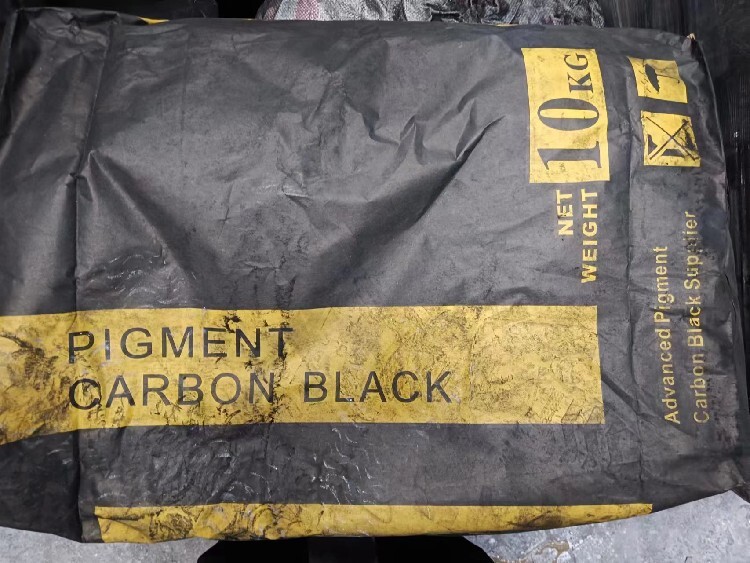 PIGMENT
CARBON BLACK
NET
WEIGHT
10KG
Advanced Pigment
Carbon Black Supplier